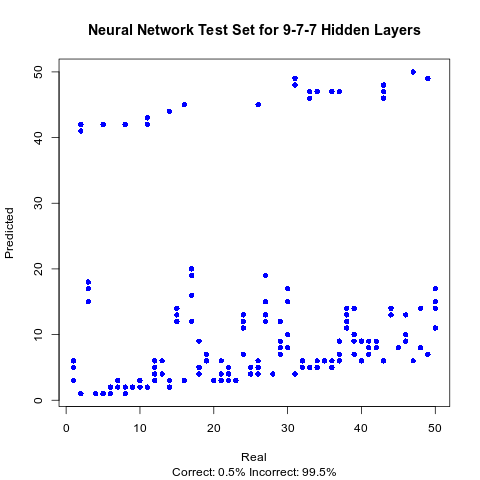 Neural Network Test Set for 9-7-7 Hidden Layers
Predicted
50
40
30
20
10
0
0 10 20 30 40 50
Real
Correct: 0.5% Incorrect: 99.5%